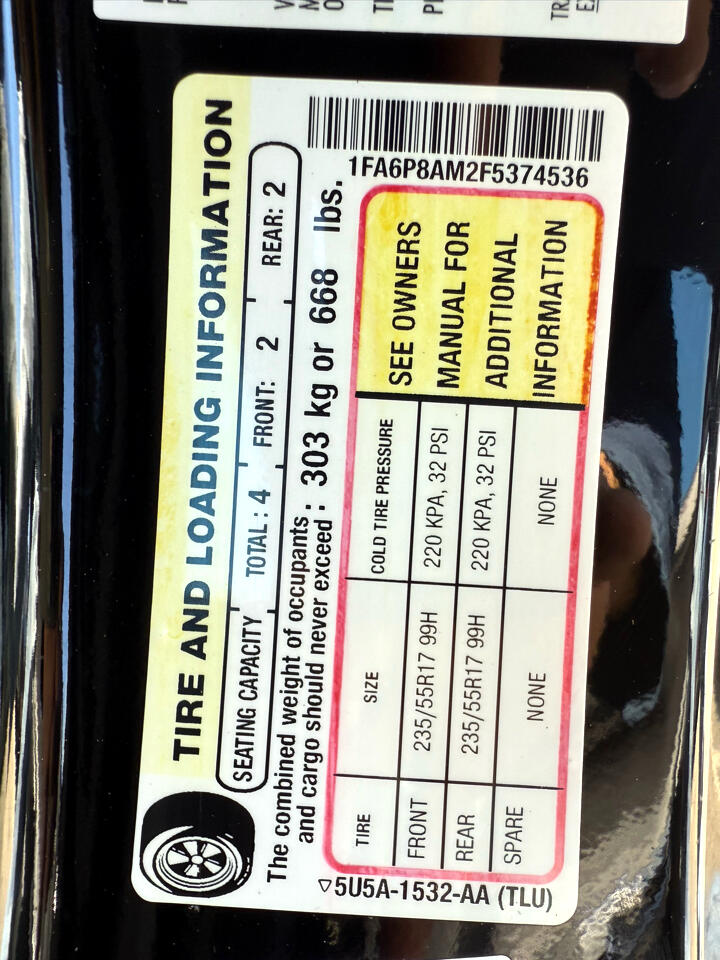 TIRE AND LOADING INFORMATION
SEATING CAPACITY TOTAL : 4 FRONT: 2 REAR: 2
The combined weight of occupants
and cargo should never exceed : 303 kg or 668 lbs.
1FA6P8AM2F5374536
TIRE SIZE COLD TIRE PRESSURE
FRONT 235/55R17 99H 220 KPA, 32 PSI
REAR 235/55R17 99H 220 KPA, 32 PSI
SPARE NONE NONE
SEE OWNERS
MANUAL FOR
ADDITIONAL
INFORMATION
5U5A-1532-AA (TLU)